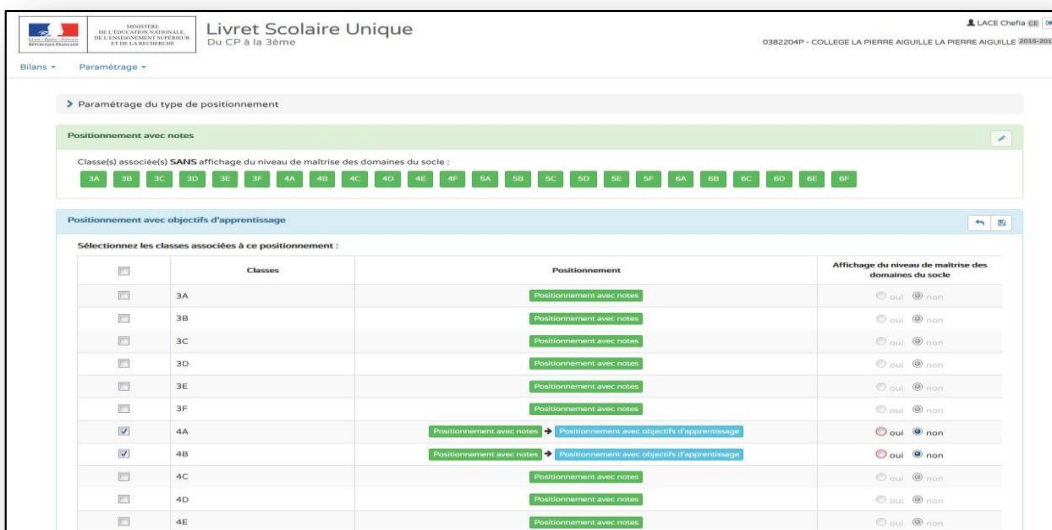 MINISTÈRE
DE L'ÉDUCATION NATIONALE,
DE L'ENSEIGNEMENT SUPÉRIEUR
ET DE LA RECHERCHE
RÉPUBLIQUE FRANÇAISE
Livret Scolaire Unique
Du CP à la 3ème
LACE Chefia CE
0382204P - COLLEGE LA PIERRE AIGUILLE LA PIERRE AIGUILLE
Bilans Paramétrage
Paramétrage du type de positionnement
Positionnement avec notes
Classe(s) associée(s) SANS affichage du niveau de maîtrise des domaines du socle :
3A 3B 3C 3D 3E 3F 4A 4B 4C 4D 4E 4F 5A 5B 5C 5D 5E 5F 6A 6B 6C 6D 6E 6F
Positionnement avec objectifs d'apprentissage
Sélectionnez les classes associées à ce positionnement :
Classes Positionnement Affichage du niveau de maîtrise des
domaines du socle
3A Positionnement avec notes oui non
3B Positionnement avec notes oui non
3C Positionnement avec notes oui non
3D Positionnement avec notes oui non
3E Positionnement avec notes oui non
3F Positionnement avec notes oui non
4A Positionnement avec notes → Positionnement avec objectifs d'apprentissage oui non
4B Positionnement avec notes → Positionnement avec objectifs d'apprentissage oui non
4C Positionnement avec notes oui non
4D Positionnement avec notes oui non
4E Positionnement avec notes oui non